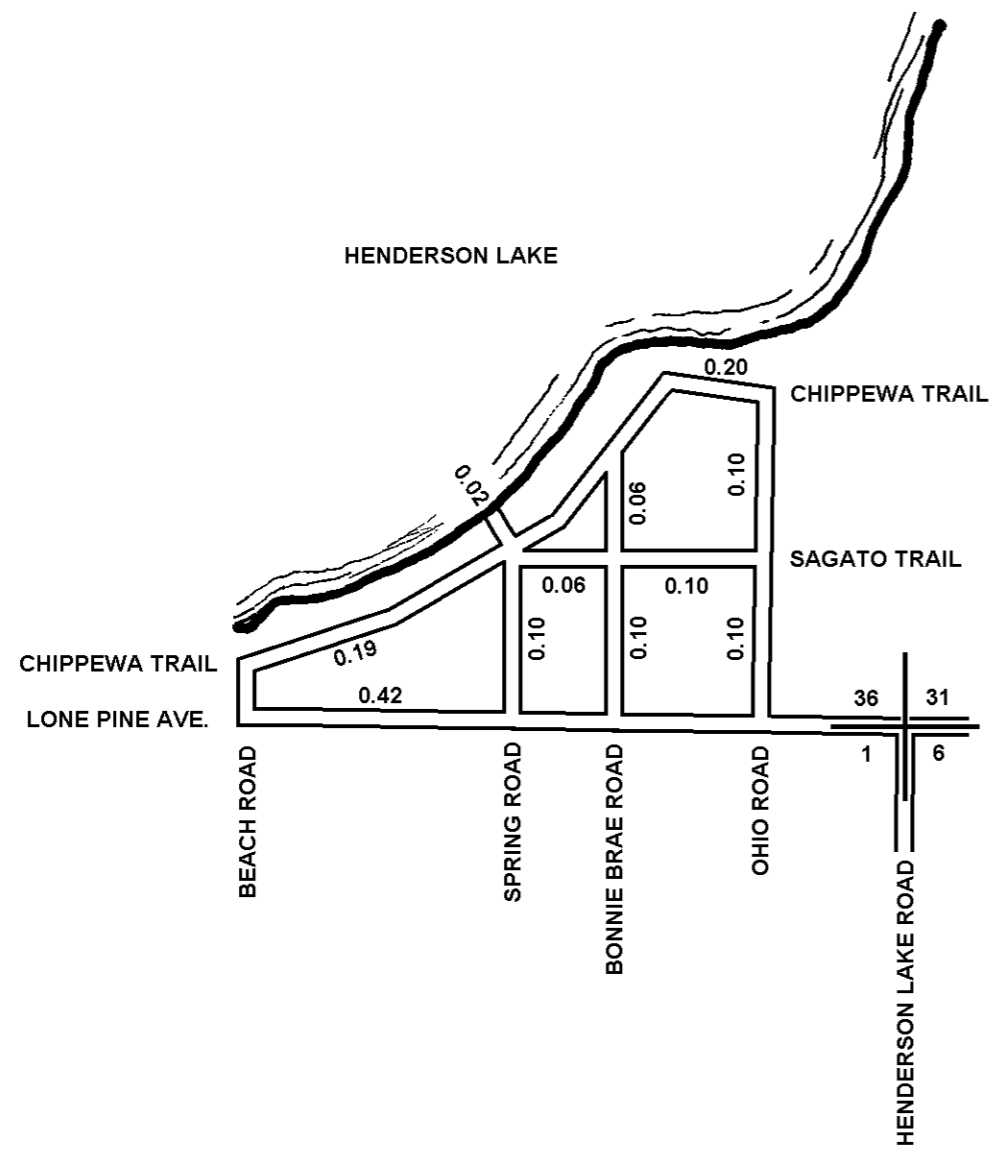 HENDERSON LAKE
0.20
CHIPPEWA TRAIL
0.10
0.02
0.06
SAGATO TRAIL
0.06
0.10
0.10
0.10
0.10
0.19
CHIPPEWA TRAIL
0.42
LONE PINE AVE.
36
31
1
6
BEACH ROAD
SPRING ROAD
BONNIE BRAE ROAD
OHIO ROAD
HENDERSON LAKE ROAD